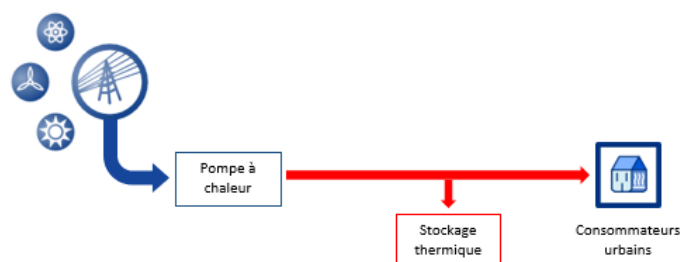 Pompe à
chaleur
Stockage
thermique
Consommateurs
urbains